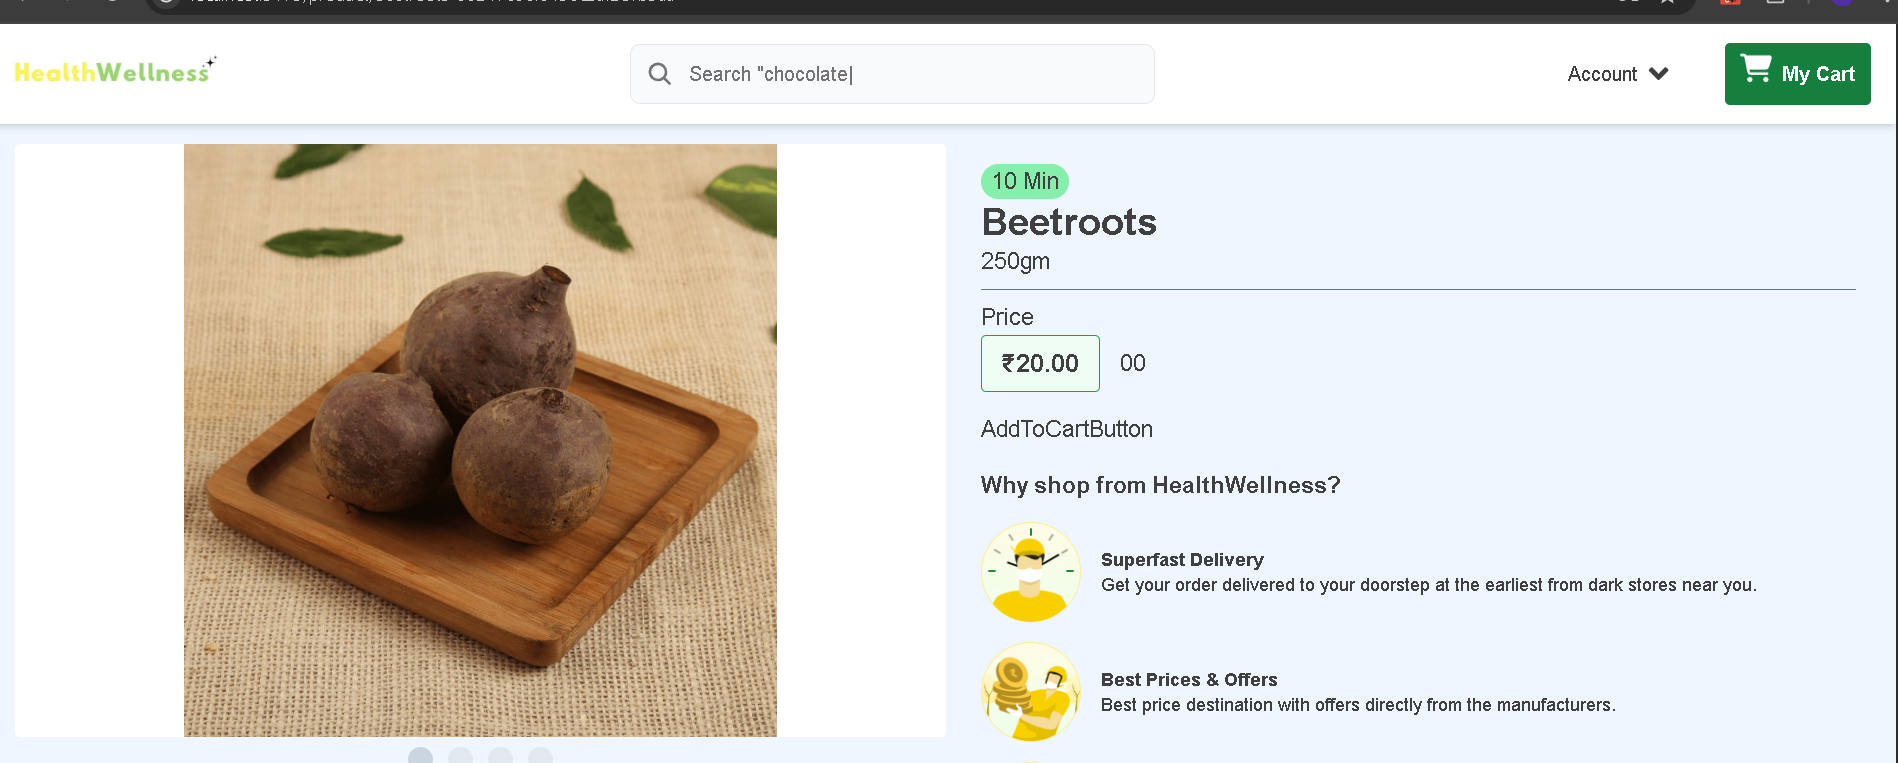 HealthWellness
Search "chocolate|
Account
My Cart
10 Min
Beetroots
250gm
Price
₹20.00 00
AddToCartButton
Why shop from HealthWellness?
Superfast Delivery
Get your order delivered to your doorstep at the earliest from dark stores near you.
Best Prices & Offers
Best price destination with offers directly from the manufacturers.